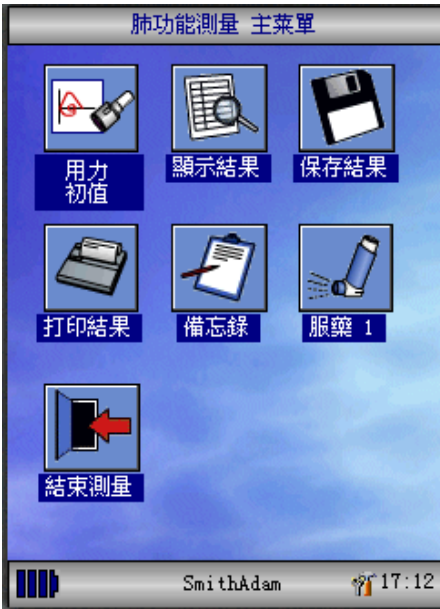 肺功能測量 主菜單
用力
初值
顯示結果
保存結果
打印結果
備忘錄
服藥 1
結束測量
SmithAdam
17:12